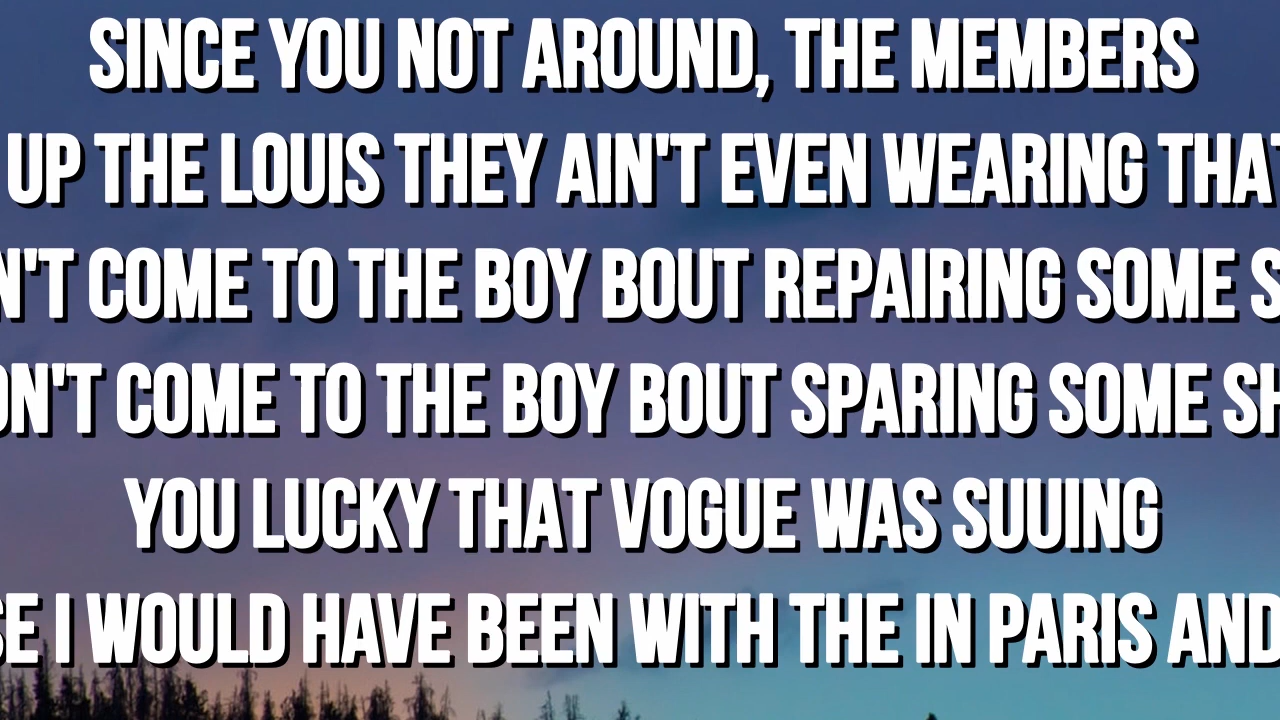 SINCE YOU NOT AROUND, THE MEMBERS
UP THE LOUIS THEY AIN'T EVEN WEARING THAT
N'T COME TO THE BOY BOUT REPAIRING SOME S
ON'T COME TO THE BOY BOUT SPARING SOME SH
YOU LUCKY THAT VOGUE WAS SUUING
SE I WOULD HAVE BEEN WITH THE IN PARIS AND